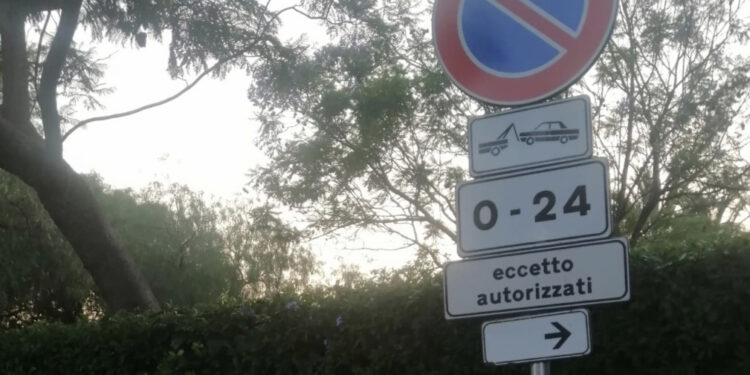 0 - 24
eccetto
autorizzati